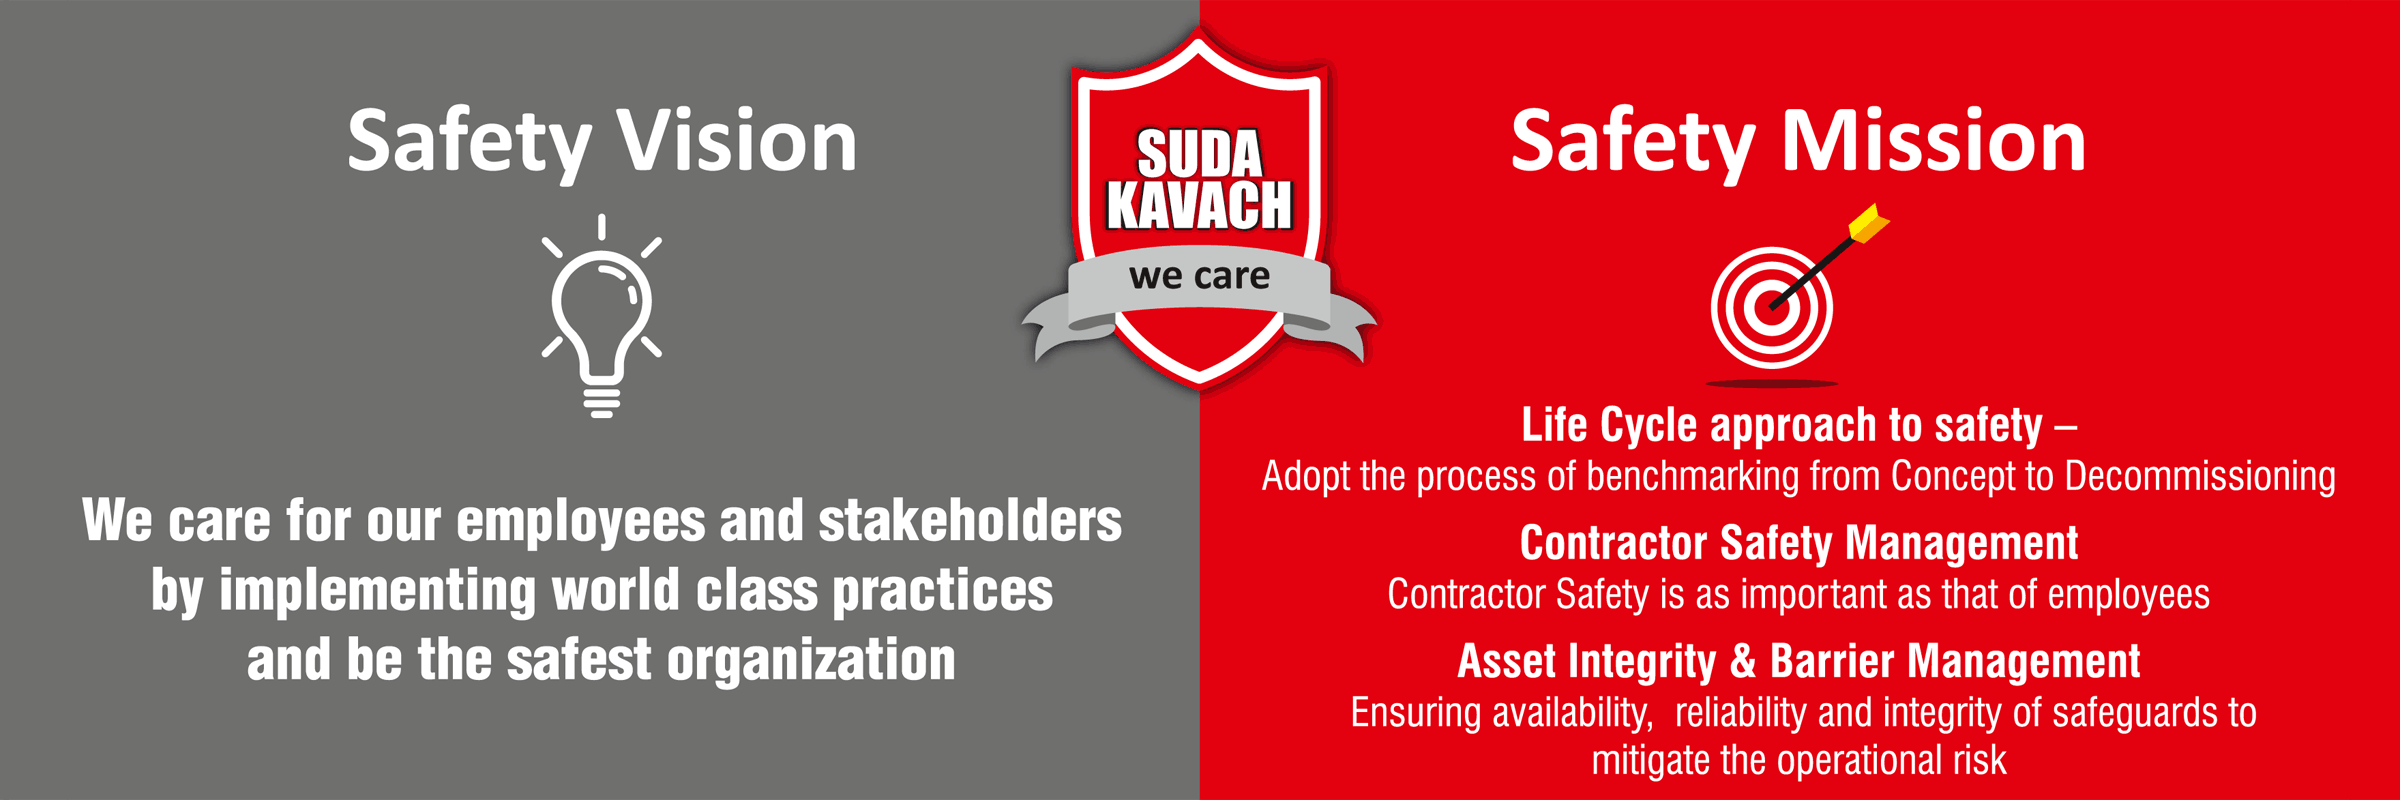 Safety Vision
We care for our employees and stakeholders
by implementing world class practices
and be the safest organization
SUDA
KAVACH
we care
Safety Mission
Life Cycle approach to safety –
Adopt the process of benchmarking from Concept to Decommissioning
Contractor Safety Management
Contractor Safety is as important as that of employees
Asset Integrity & Barrier Management
Ensuring availability,  reliability and integrity of safeguards to
mitigate the operational risk